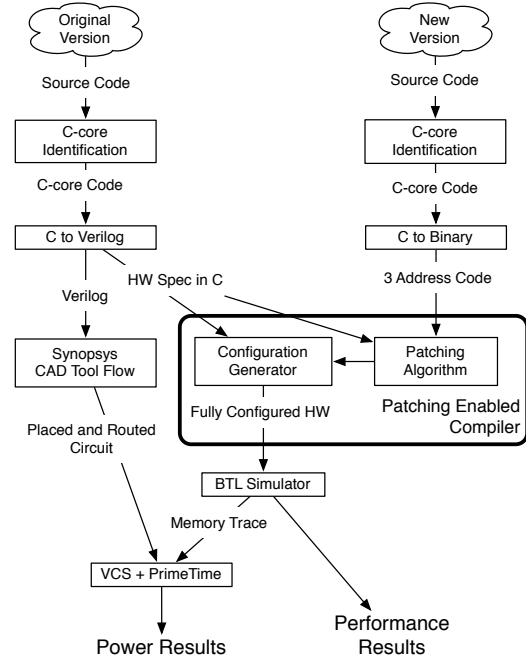 Original
Version
New
Version
Source Code
Source Code
C-core
Identification
C-core
Identification
C-core Code
C-core Code
C to Verilog
C to Binary
HW Spec in C
3 Address Code
Verilog
Synopsys
CAD Tool Flow
Configuration
Generator
Patching
Algorithm
Patching Enabled
Compiler
Fully Configured HW
Placed and Routed
Circuit
BTL Simulator
Memory Trace
VCS + PrimeTime
Power Results
Performance
Results